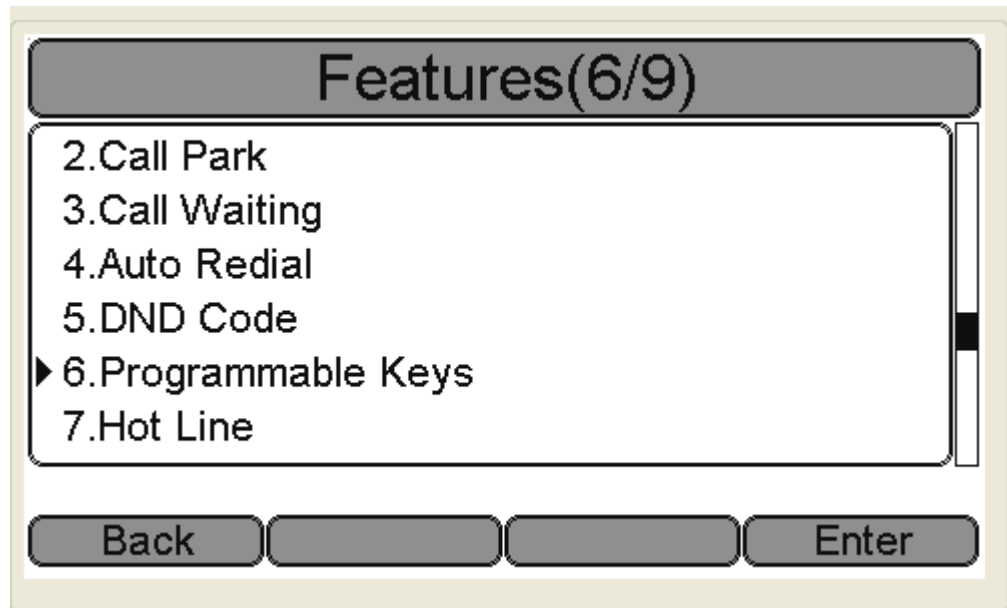 Features(6/9)
2.Call Park
3.Call Waiting
4.Auto Redial
5.DND Code
6.Programmable Keys
7.Hot Line
Back Enter